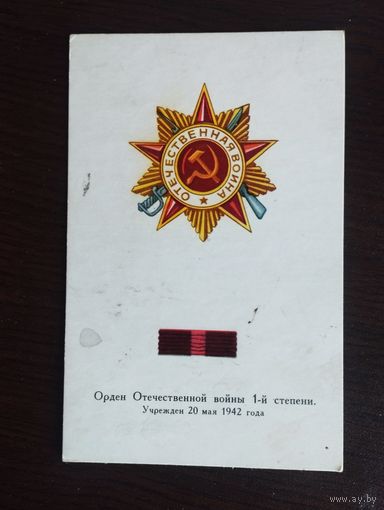 ОТЕЧЕСТВЕННАЯ ВОЙНА
Орден Отечественной войны 1-й степени.
Учрежден 20 мая 1942 года
www.ay.by